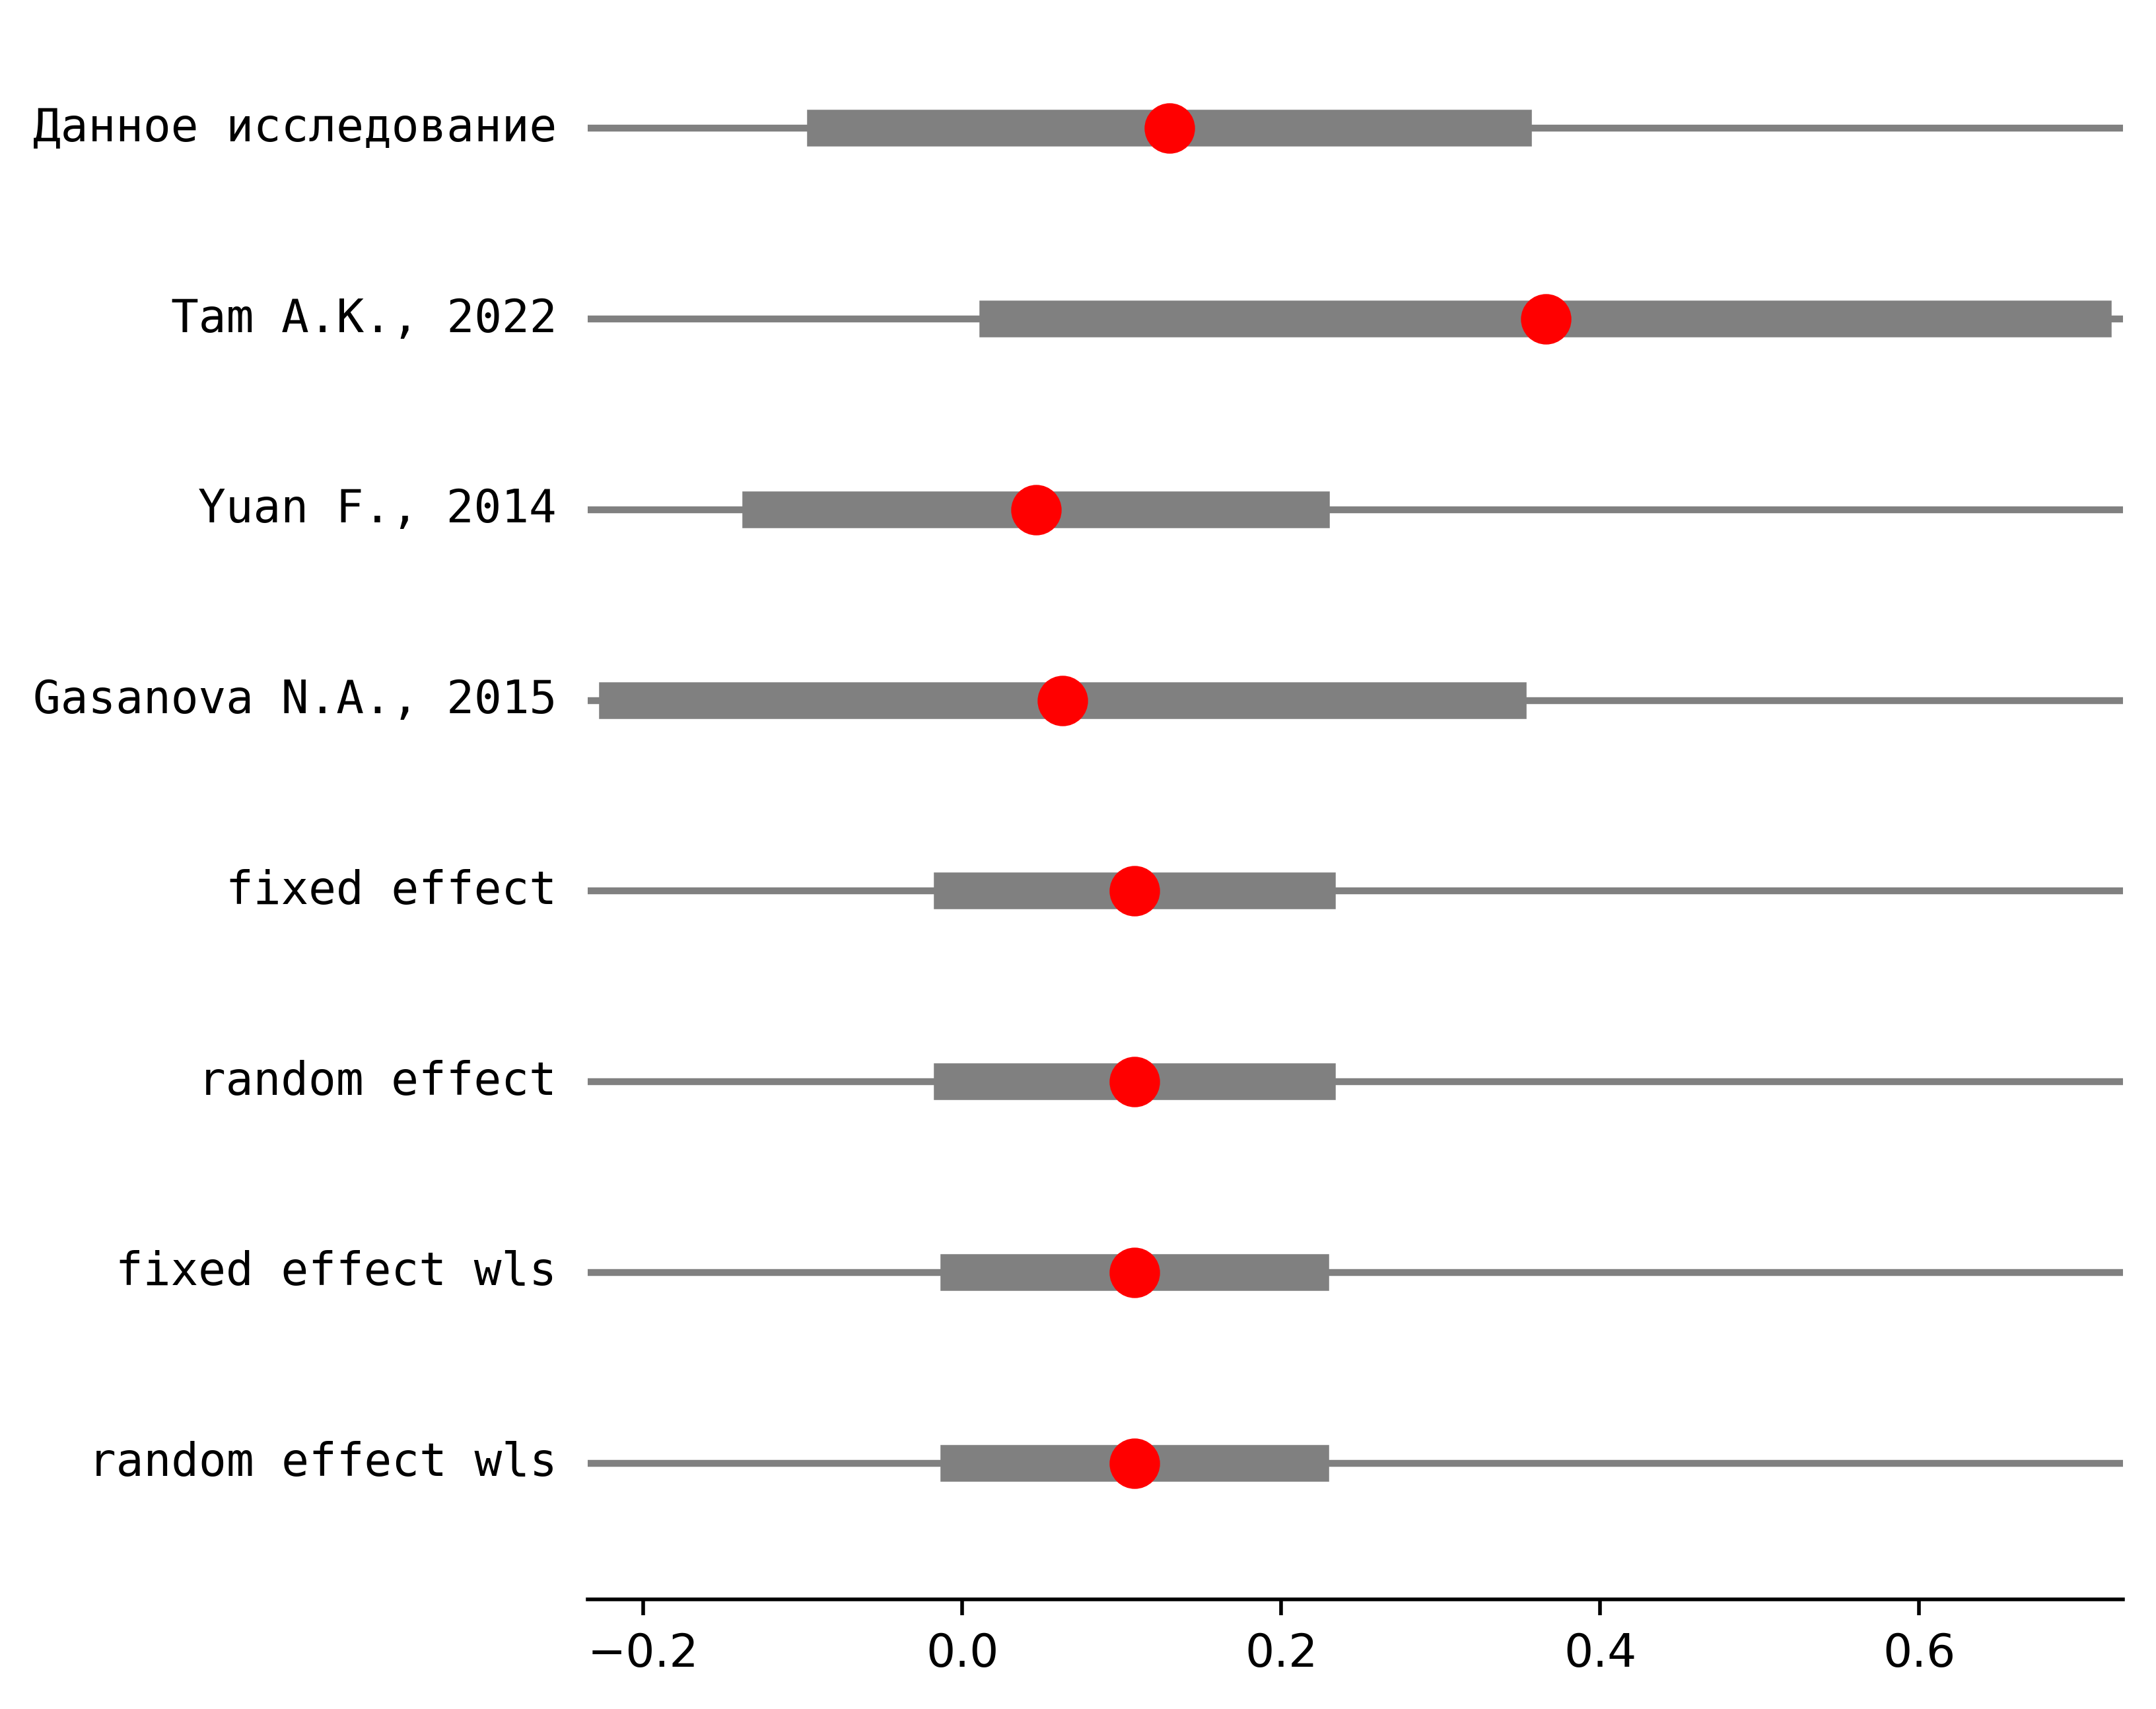 Данное исследование
Tam A.K., 2022
Yuan F., 2014
Gasanova N.A., 2015
fixed effect
random effect
fixed effect wls
random effect wls
−0.2 0.0 0.2 0.4 0.6